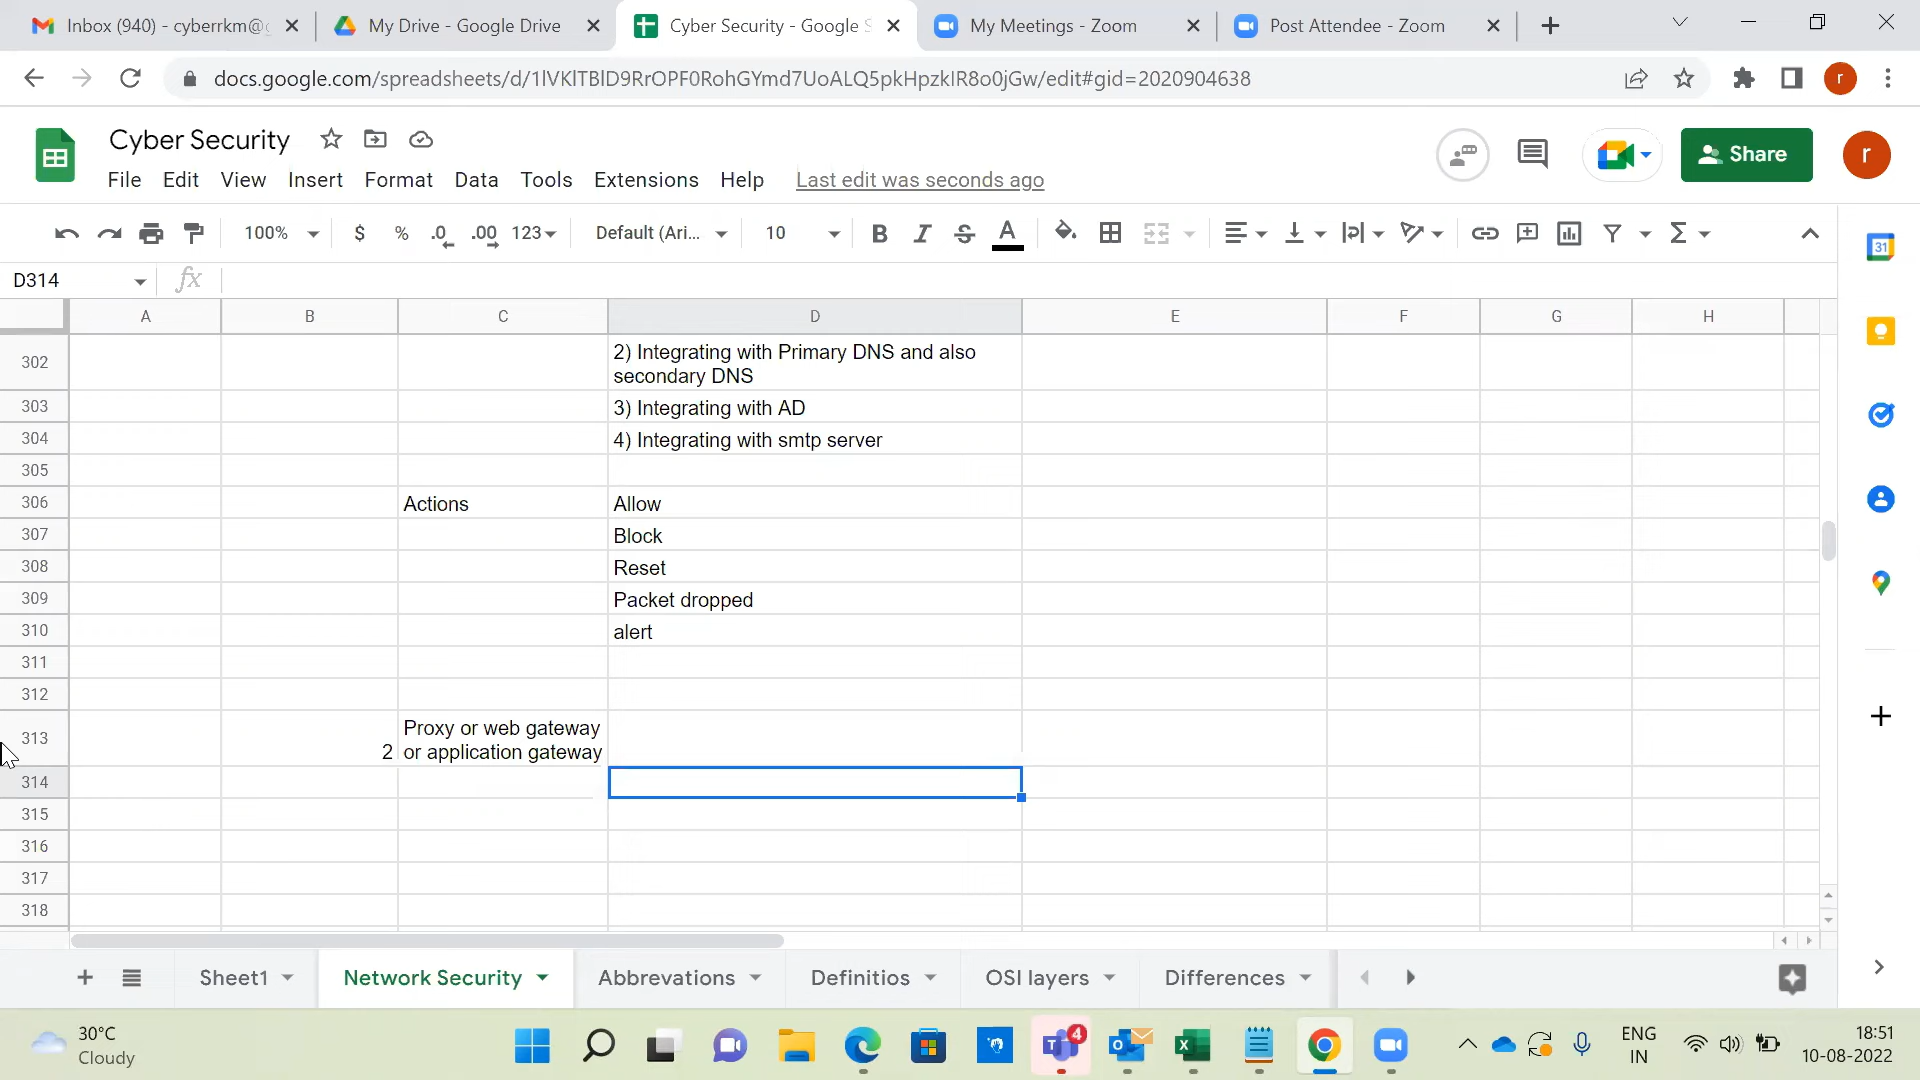 Inbox (940) - cyberrkm@g
My Drive - Google Drive
Cyber Security - Google S
My Meetings - Zoom
Post Attendee - Zoom
docs.google.com/spreadsheets/d/1lVKlTBlD9RrOPF0RohGYmd7UoALQ5pkHpzkIR8o0jGw/edit#gid=2020904638
r
Cyber Security
Share
r
File Edit View Insert Format Data Tools Extensions Help Last edit was seconds ago
100% $ % .0 .00 123 Default (Ari... 10 B I S A Σ
31
D314 fx
A B C D E F G H
302 2) Integrating with Primary DNS and also
secondary DNS
303 3) Integrating with AD
304 4) Integrating with smtp server
305
306 Actions Allow
307 Block
308 Reset
309 Packet dropped
310 alert
311
312
313 2 Proxy or web gateway
or application gateway
314
315
316
317
318
Sheet1 Network Security Abbrevations Definitios OSI layers Differences
30°C
Cloudy
4
ENG
IN
18:51
10-08-2022